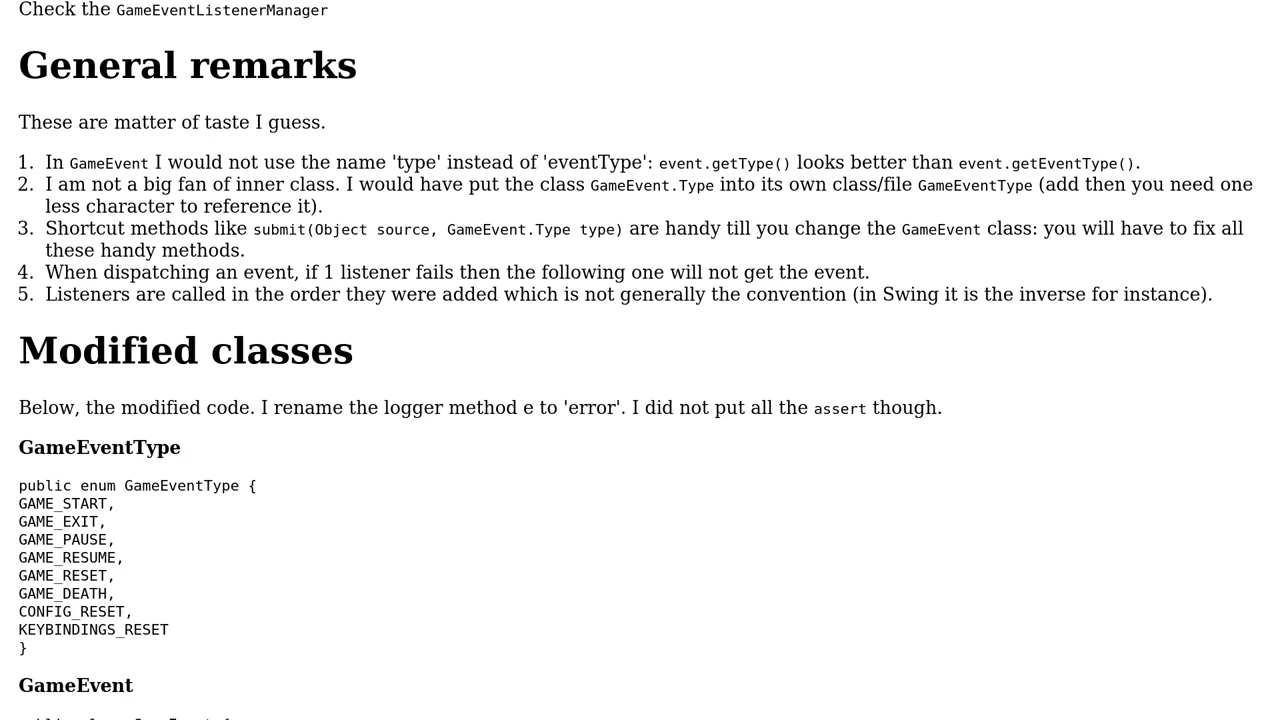 Check the GameEventListenerManager
General remarks
These are matter of taste I guess.
1. In GameEvent I would not use the name 'type' instead of 'eventType': event.getType() looks better than event.getEventType().
2. I am not a big fan of inner class. I would have put the class GameEvent.Type into its own class/file GameEventType (add then you need one
less character to reference it).
3. Shortcut methods like submit(Object source, GameEvent.Type type) are handy till you change the GameEvent class: you will have to fix all
these handy methods.
4. When dispatching an event, if 1 listener fails then the following one will not get the event.
5. Listeners are called in the order they were added which is not generally the convention (in Swing it is the inverse for instance).
Modified classes
Below, the modified code. I rename the logger method e to 'error'. I did not put all the assert though.
GameEventType
public enum GameEventType {
GAME_START,
GAME_EXIT,
GAME_PAUSE,
GAME_RESUME,
GAME_RESET,
GAME_DEATH,
CONFIG_RESET,
KEYBINDINGS_RESET
}
GameEvent